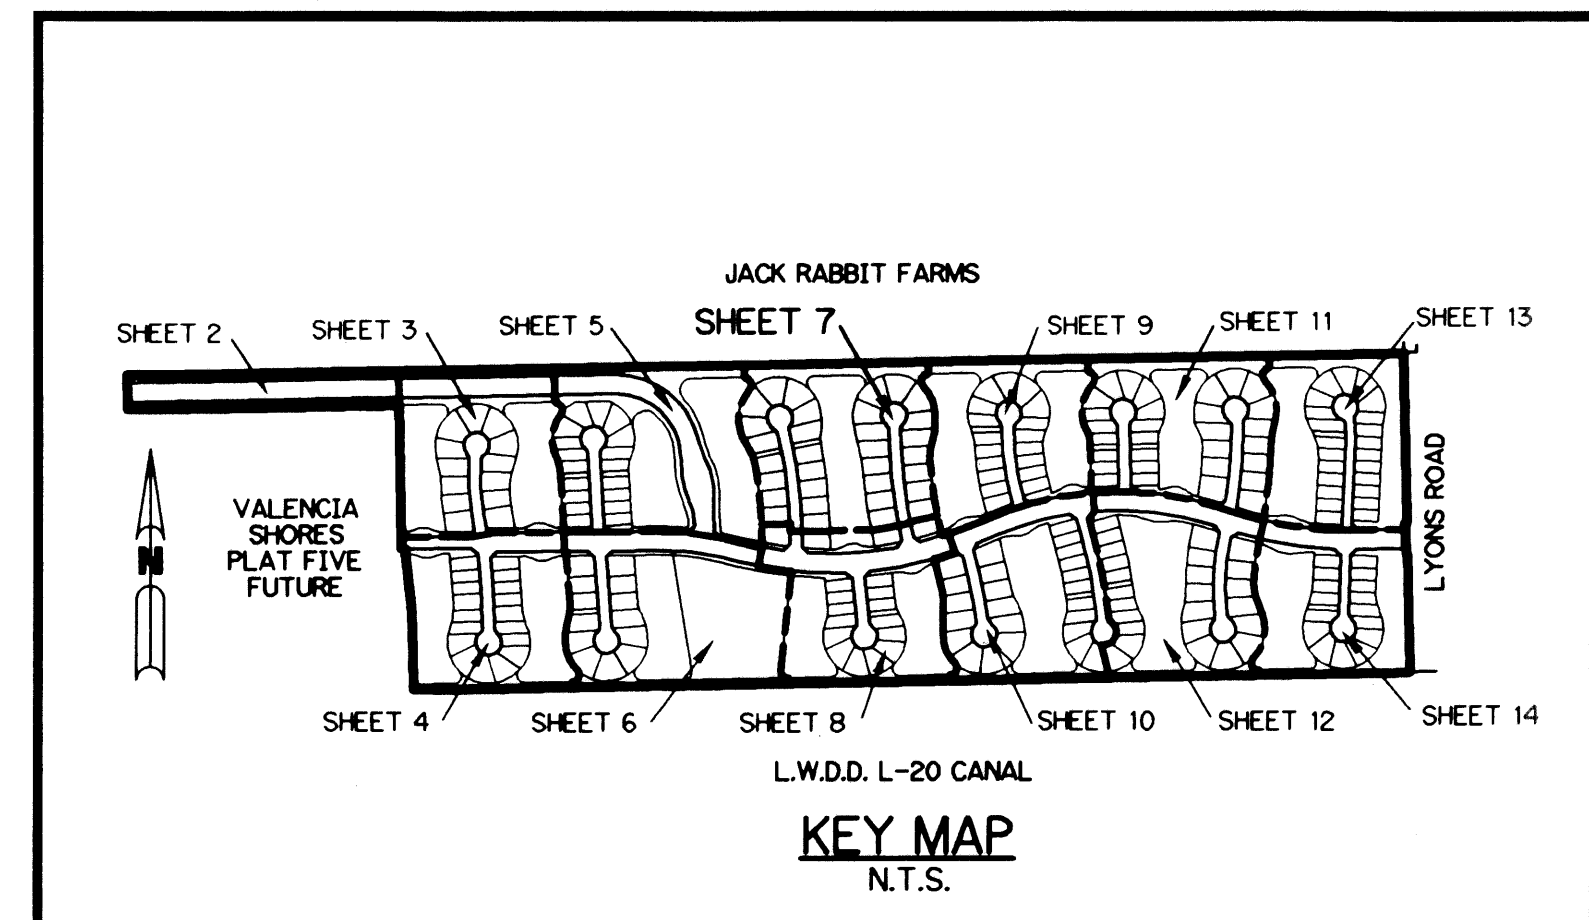 JACK RABBIT FARMS
SHEET 2
SHEET 3
SHEET 5
SHEET 7
SHEET 9
SHEET 11
SHEET 13
VALENCIA
SHORES
PLAT FIVE
FUTURE
N
LYONS ROAD
SHEET 4
SHEET 6
SHEET 8
SHEET 10
SHEET 12
SHEET 14
L.W.D.D. L-20 CANAL
KEY MAP
N.T.S.